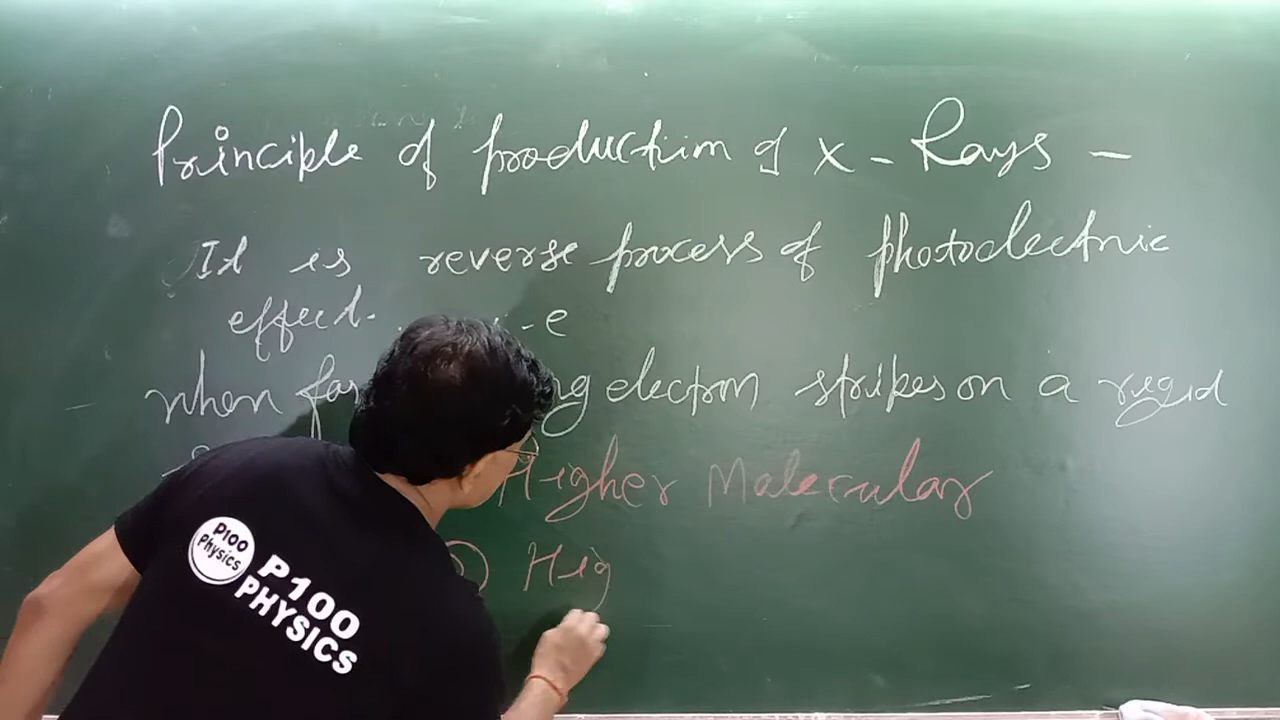 Principle of production of X-Rays -
It is reverse process of photoelectric
effect. i.e
when electron strikes on a rigid
Higher Molecular
Hig
P100
Physics
P100
PHYSICS